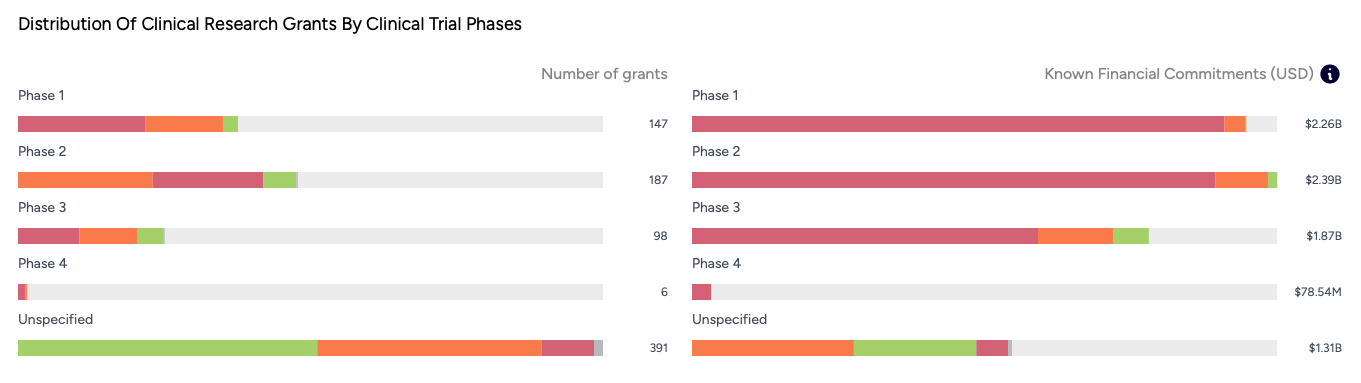 Distribution Of Clinical Research Grants By Clinical Trial Phases
Number of grants
Phase 1
147
Phase 2
187
Phase 3
98
Phase 4
6
Unspecified
391
Known Financial Commitments (USD) i
Phase 1
$2.26B
Phase 2
$2.39B
Phase 3
$1.87B
Phase 4
$78.54M
Unspecified
$1.31B